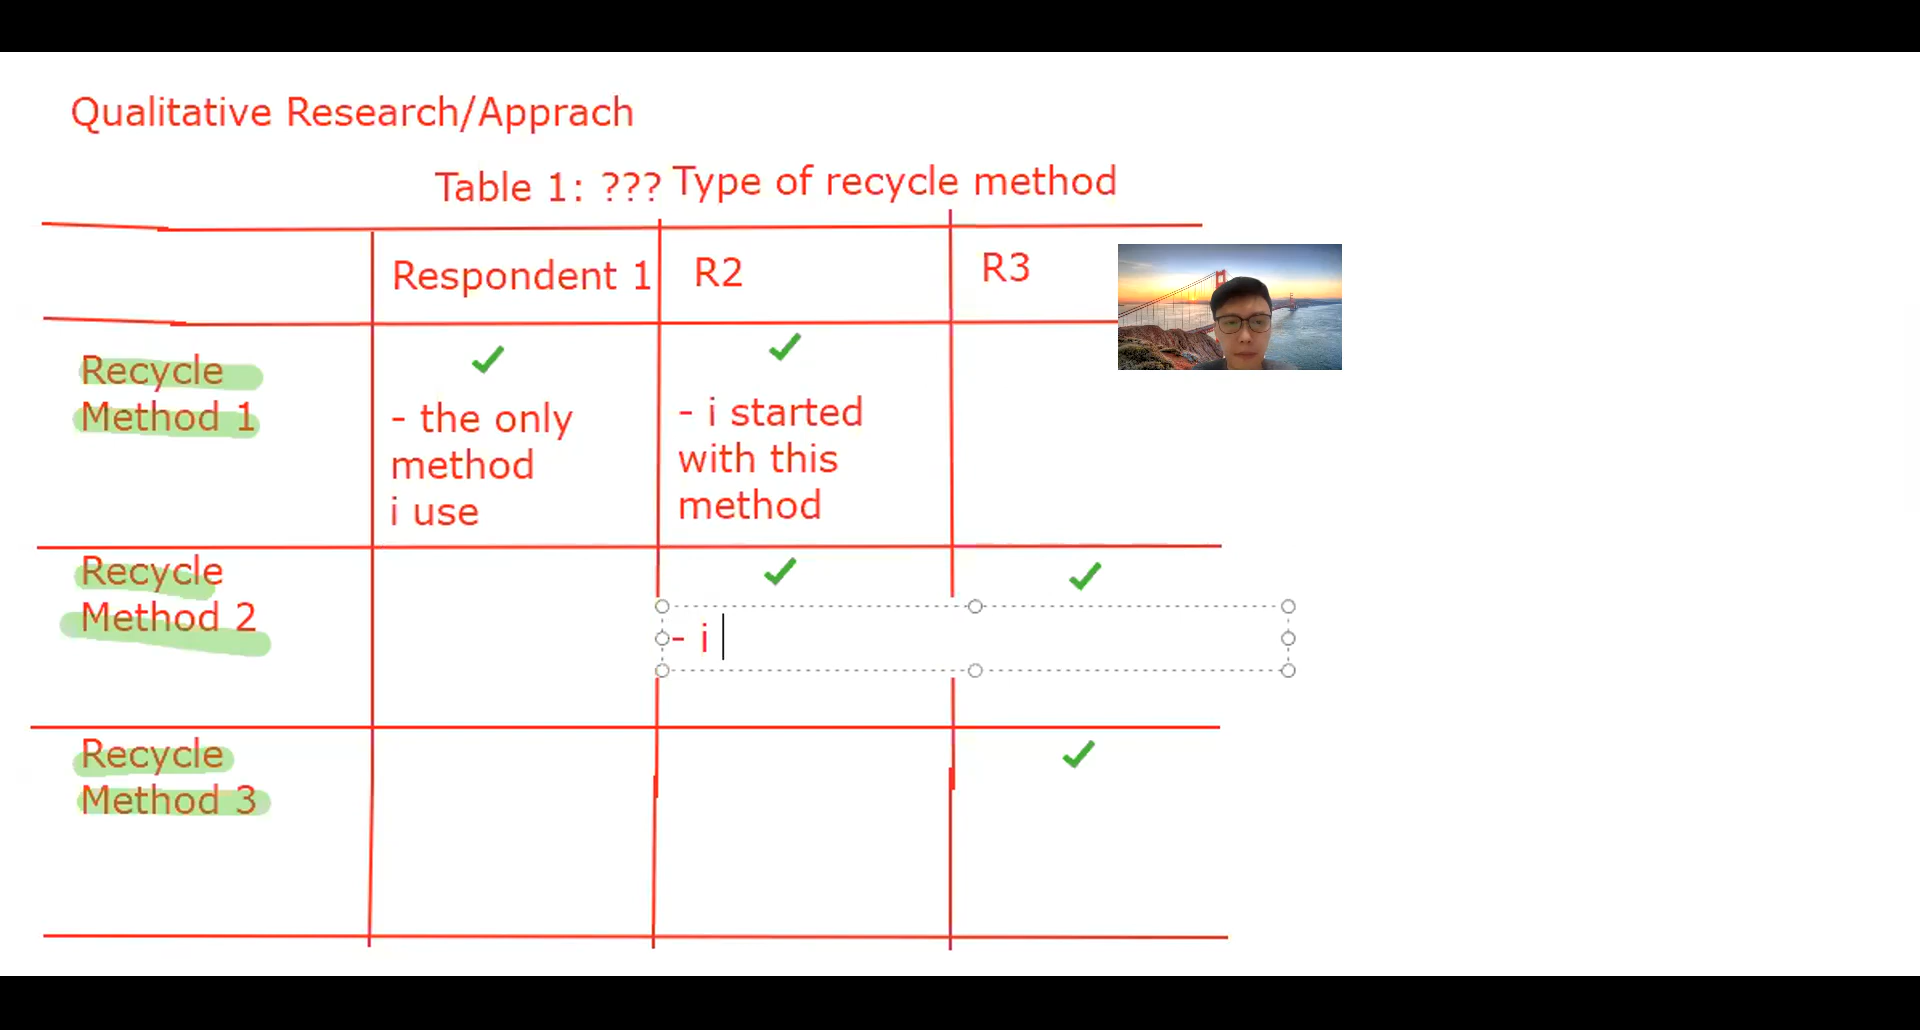 Qualitative Research/Apprach
Table 1: ??? Type of recycle method
Respondent 1 R2 R3
Recycle
Method 1
- the only
method
i use
- i started
with this
method
Recycle
Method 2
- i
Recycle
Method 3